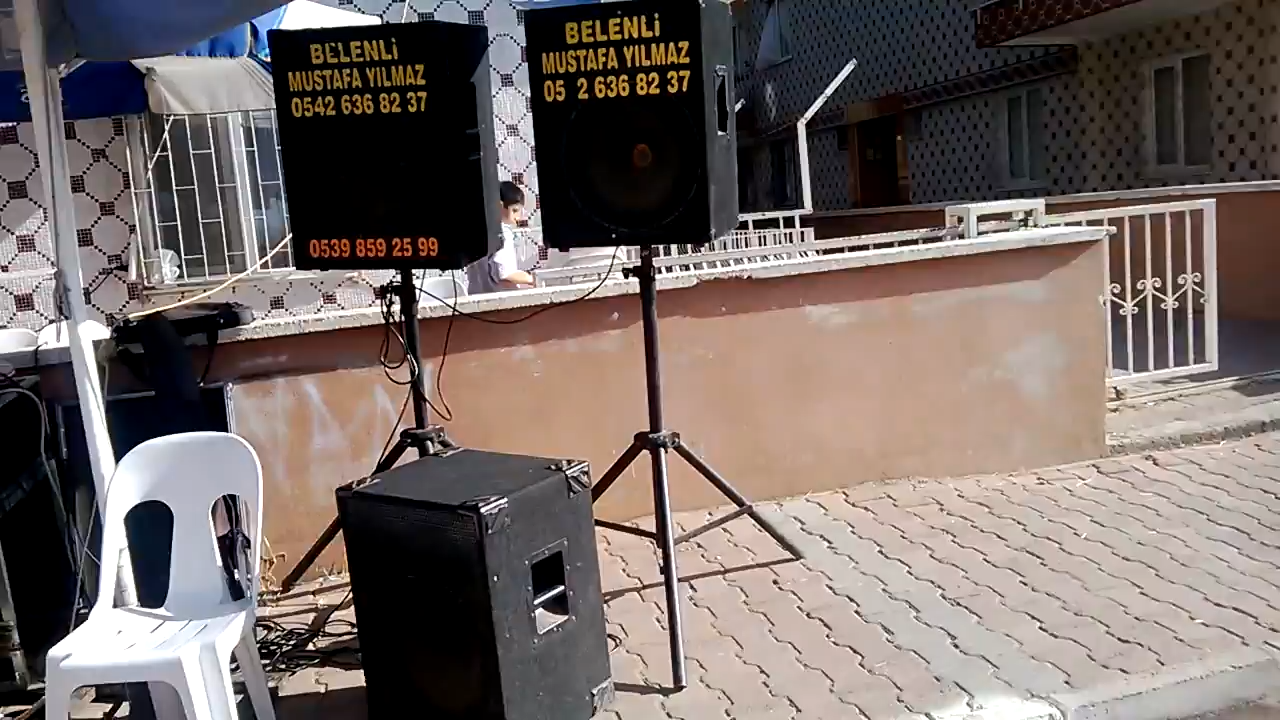 BELENLİ
MUSTAFA YILMAZ
0542 636 82 37
0539 859 25 99
BELENLİ
MUSTAFA YILMAZ
05 2 636 82 37